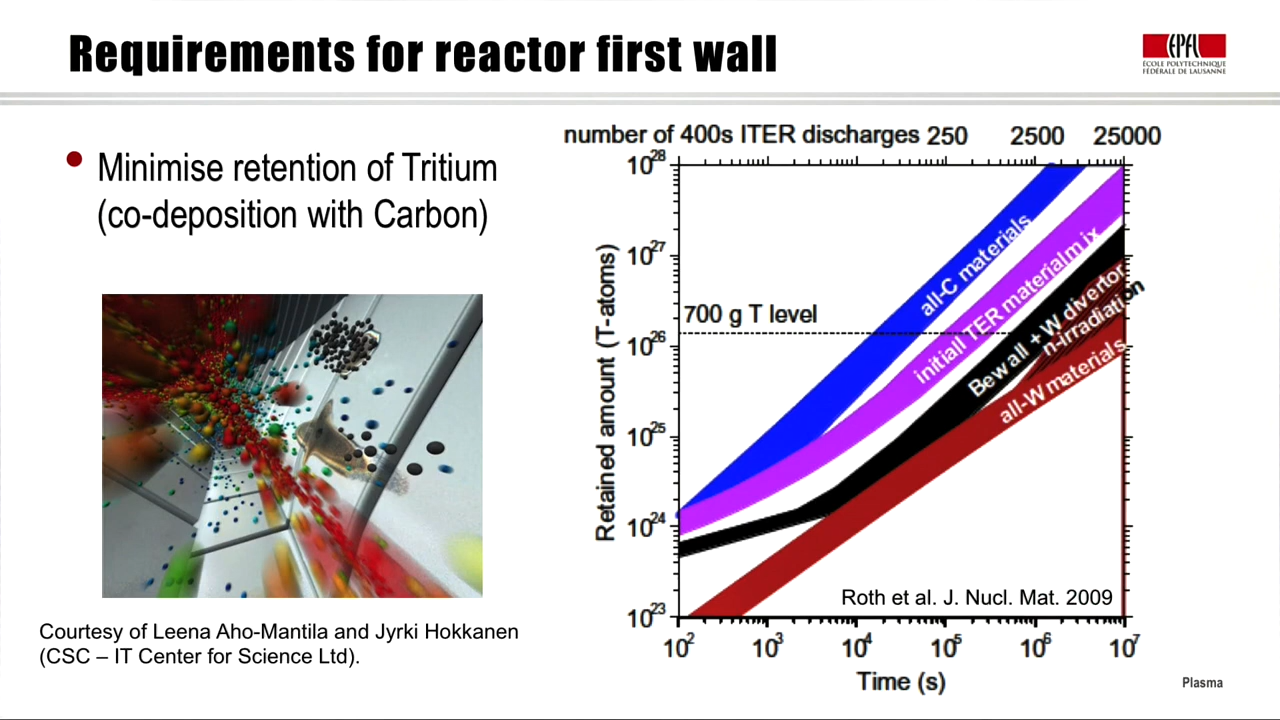 Requirements for reactor first wall
EPFL
ÉCOLE POLYTECHNIQUE
FÉDÉRALE DE LAUSANNE
Minimise retention of Tritium
(co-deposition with Carbon)
number of 400s ITER discharges 250 2500 25000
10^28
10^27
10^26
10^25
10^24
10^23
Retained amount (T-atoms)
700 g T level
all-C materials
initial ITER materialmix
Be wall + W divertor
n-irradiation
all-W materials
Roth et al. J. Nucl. Mat. 2009
10^2 10^3 10^4 10^5 10^6 10^7
Time (s)
Courtesy of Leena Aho-Mantila and Jyrki Hokkanen
(CSC – IT Center for Science Ltd).
Plasma